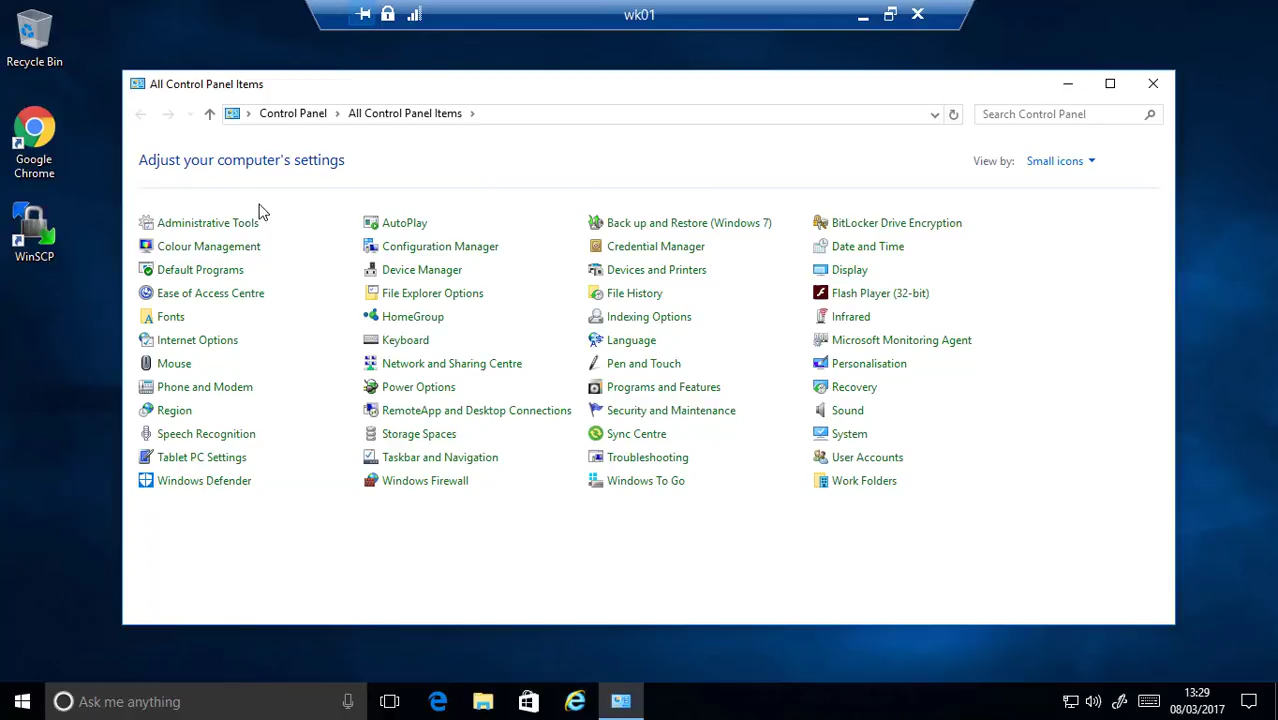 wk01
Recycle Bin
Google
Chrome
WinSCP
All Control Panel Items
Control Panel
All Control Panel Items
Search Control Panel
Adjust your computer's settings
View by: Small icons
Administrative Tools
AutoPlay
Back up and Restore (Windows 7)
BitLocker Drive Encryption
Colour Management
Configuration Manager
Credential Manager
Date and Time
Default Programs
Device Manager
Devices and Printers
Display
Ease of Access Centre
File Explorer Options
File History
Flash Player (32-bit)
Fonts
HomeGroup
Indexing Options
Infrared
Internet Options
Keyboard
Language
Microsoft Monitoring Agent
Mouse
Network and Sharing Centre
Pen and Touch
Personalisation
Phone and Modem
Power Options
Programs and Features
Recovery
Region
RemoteApp and Desktop Connections
Security and Maintenance
Sound
Speech Recognition
Storage Spaces
Sync Centre
System
Tablet PC Settings
Taskbar and Navigation
Troubleshooting
User Accounts
Windows Defender
Windows Firewall
Windows To Go
Work Folders
Ask me anything
13:29
08/03/2017